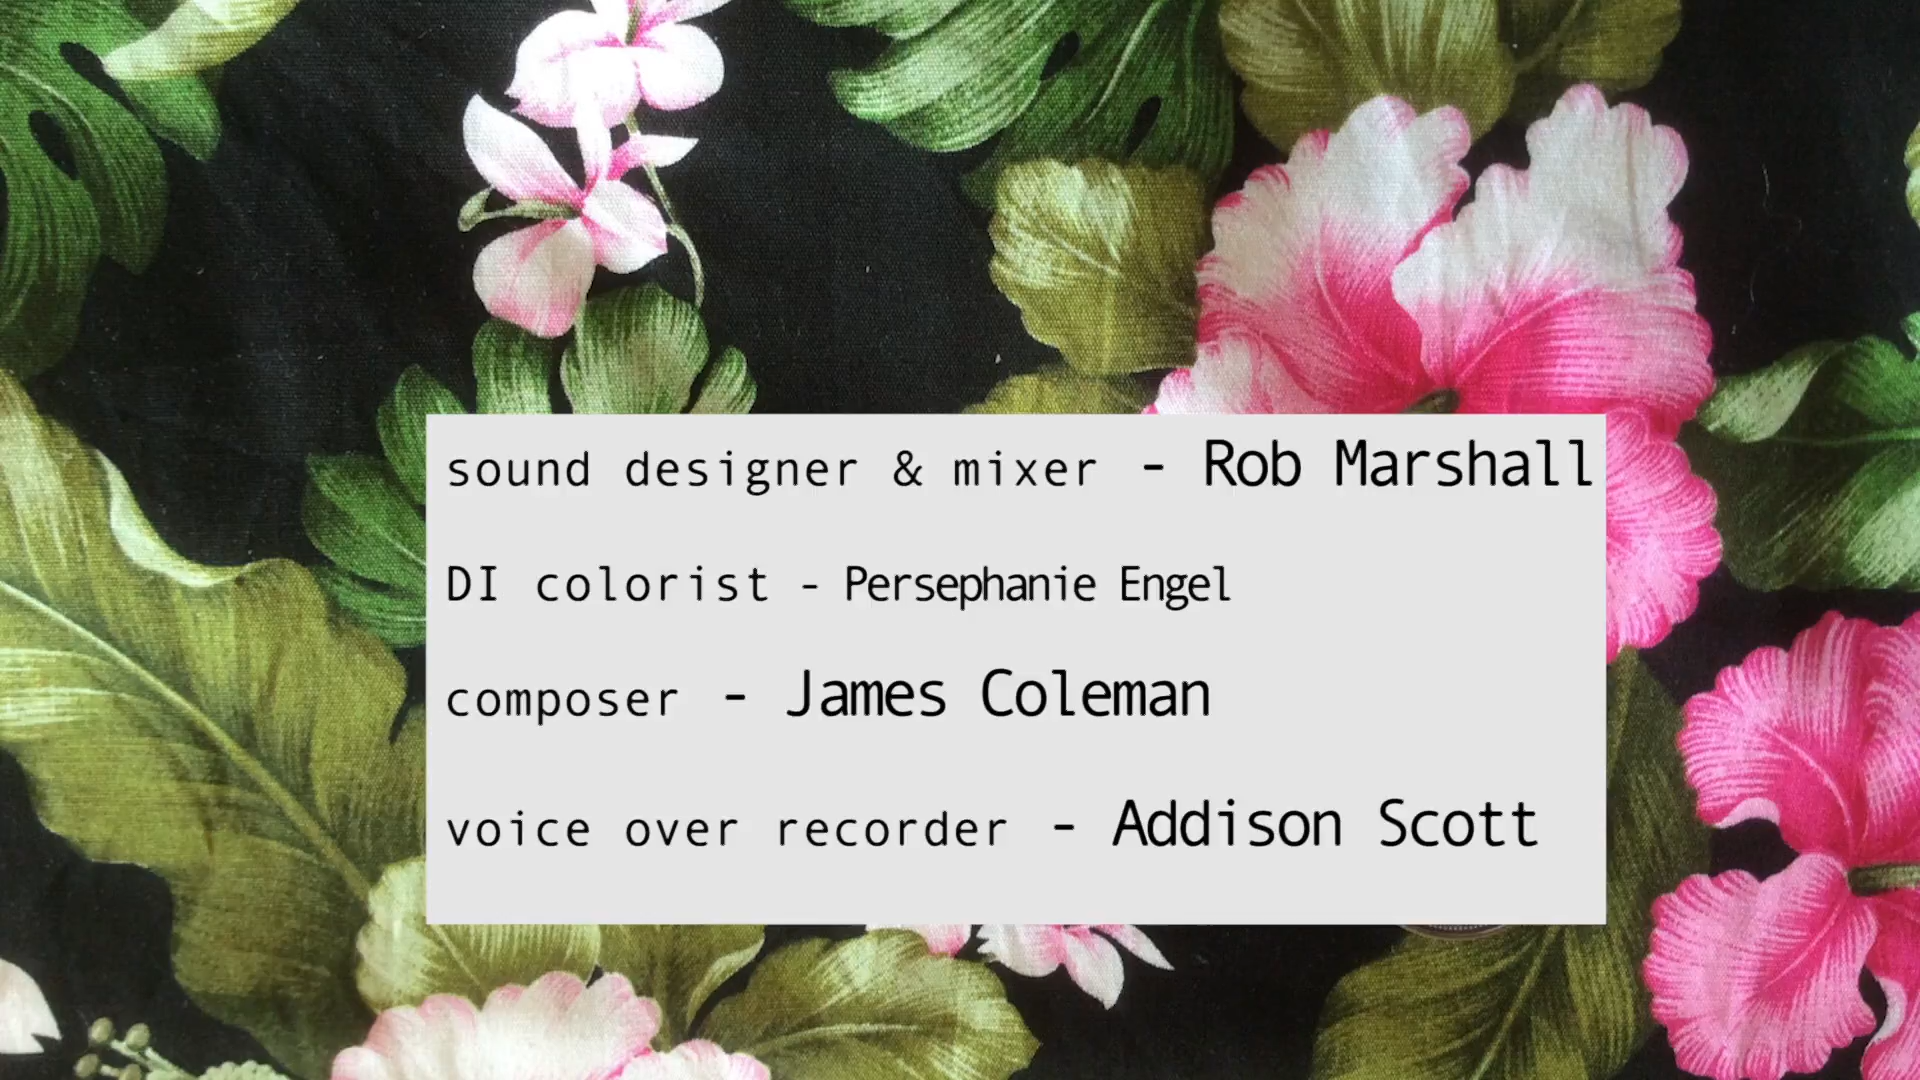 sound designer & mixer - Rob Marshall
DI colorist - Persephanie Engel
composer - James Coleman
voice over recorder - Addison Scott